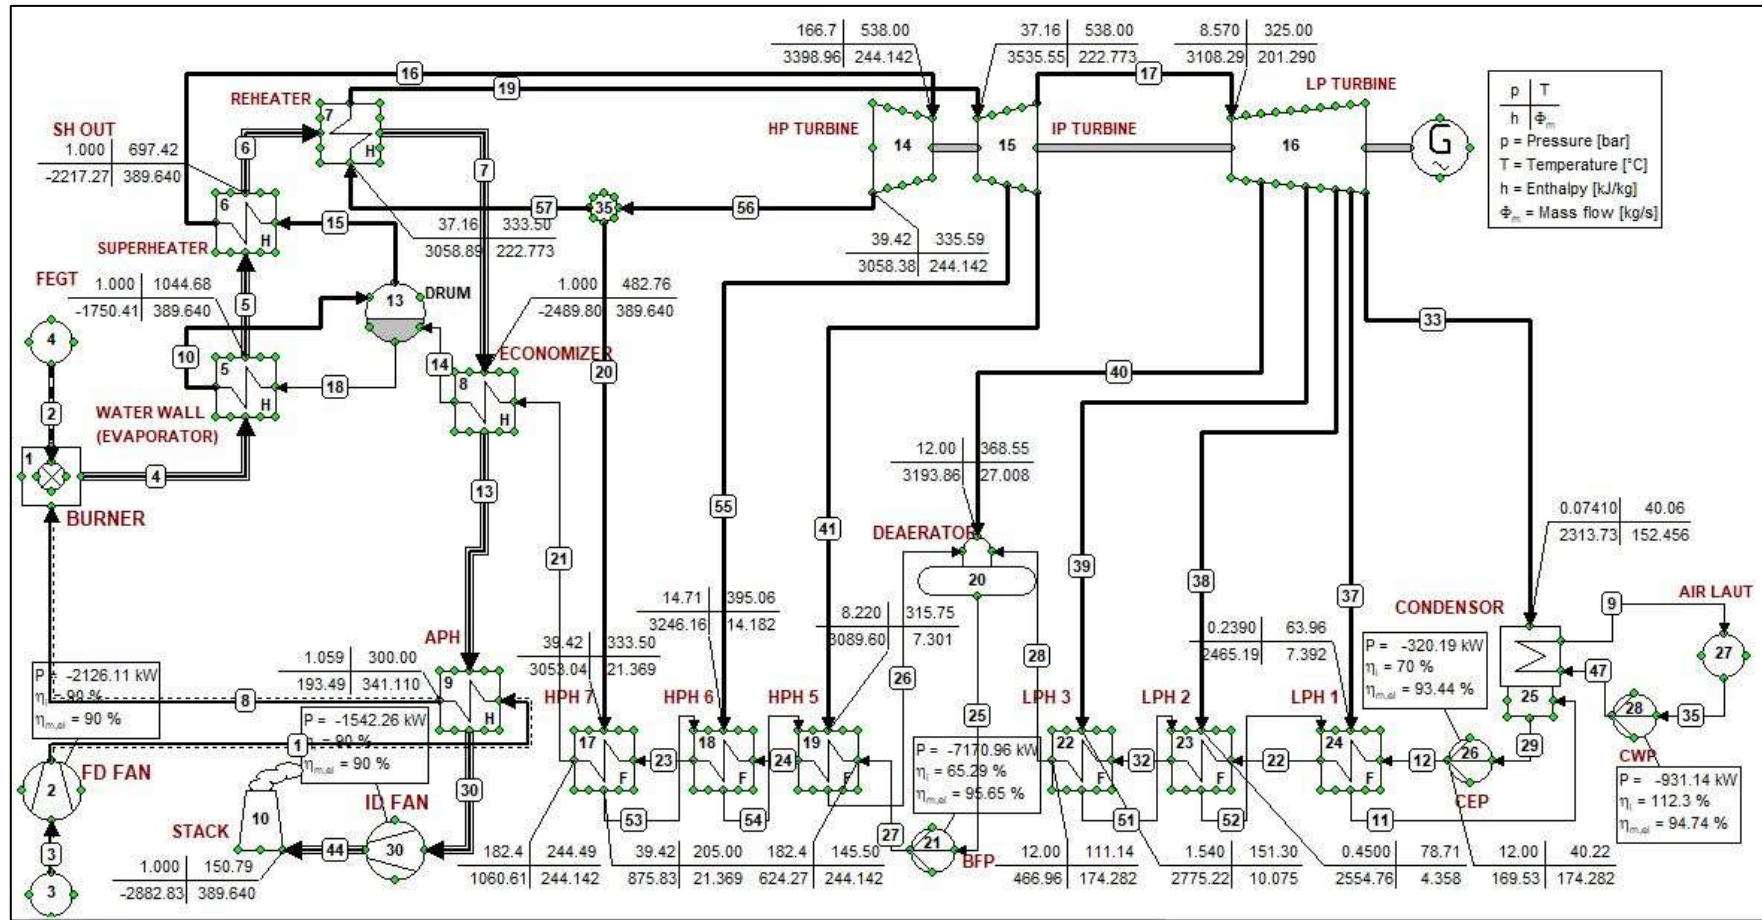 166.7 538.00
3398.96 244.142
37.16 538.00
3535.55 222.773
8.570 325.00
3108.29 201.290
16
19
17
REHEATER
7
H
SH OUT
1.000 697.42
-2217.27 389.640
6
7
HP TURBINE
14
15
IP TURBINE
LP TURBINE
16
G
~
p T
h Φm
p = Pressure [bar]
T = Temperature [°C]
h = Enthalpy [kJ/kg]
Φm = Mass flow [kg/s]
6
H
15
57
35
56
37.16 333.50
3058.89 222.773
39.42 335.59
3058.38 244.142
SUPERHEATER
FEGT
1.000 1044.68
-1750.41 389.640
5
13
DRUM
1.000 482.76
-2489.80 389.640
33
4
10
5
H
18
14
ECONOMIZER
8
H
20
40
2
WATER WALL
(EVAPORATOR)
1
4
BURNER
13
12.00 368.55
3193.86 27.008
55
41
DEAERATOR
20
39
38
37
0.07410 40.06
2313.73 152.456
21
CONDENSOR
9
AIR LAUT
27
14.71 395.06
3246.16 14.182
8.220 315.75
3089.60 7.301
0.2390 63.96
2465.19 7.392
P = -320.19 kW
ηi = 70 %
ηm,el = 93.44 %
47
25
APH
1.059 300.00
193.49 341.110
39.42 333.50
3053.04 21.369
9
H
P = -2126.11 kW
ηi = 90 %
ηm,el = 90 %
8
P = -1542.26 kW
ηi = 90 %
ηm,el = 90 %
1
HPH 7
HPH 6
HPH 5
26
28
25
LPH 3
LPH 2
LPH 1
28
35
29
17
F
23
18
F
24
19
F
P = -7170.96 kW
ηi = 65.29 %
ηm,el = 95.65 %
22
F
32
23
F
22
24
F
12
26
CEP
CWP
P = -931.14 kW
ηi = 112.3 %
ηm,el = 94.74 %
FD FAN
2
30
ID FAN
53
54
51
52
11
STACK
10
27
21
BFP
3
44
30
3
1.000 150.79
-2882.83 389.640
182.4 244.49
1060.61 244.142
39.42 205.00
875.83 21.369
182.4 145.50
624.27 244.142
12.00 111.14
466.96 174.282
1.540 151.30
2775.22 10.075
0.4500 78.71
2554.76 4.358
12.00 40.22
169.53 174.282